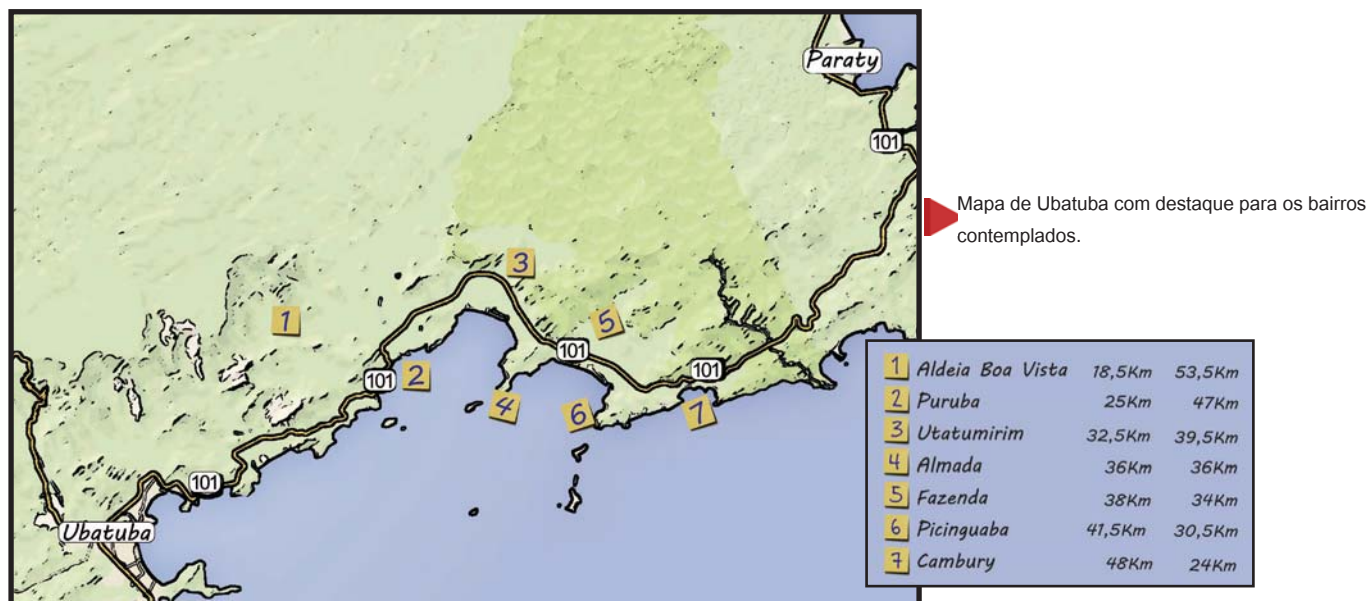 Paraty
101
Mapa de Ubatuba com destaque para os bairros
contemplados.
3
1
5
101
101
101
2
4
6
7
101
Ubatuba
1 Aldeia Boa Vista 18,5Km 53,5Km
2 Puruba 25Km 47Km
3 Utatumirim 32,5Km 39,5Km
4 Almada 36Km 36Km
5 Fazenda 38Km 34Km
6 Picinguaba 41,5Km 30,5Km
7 Cambury 48Km 24Km